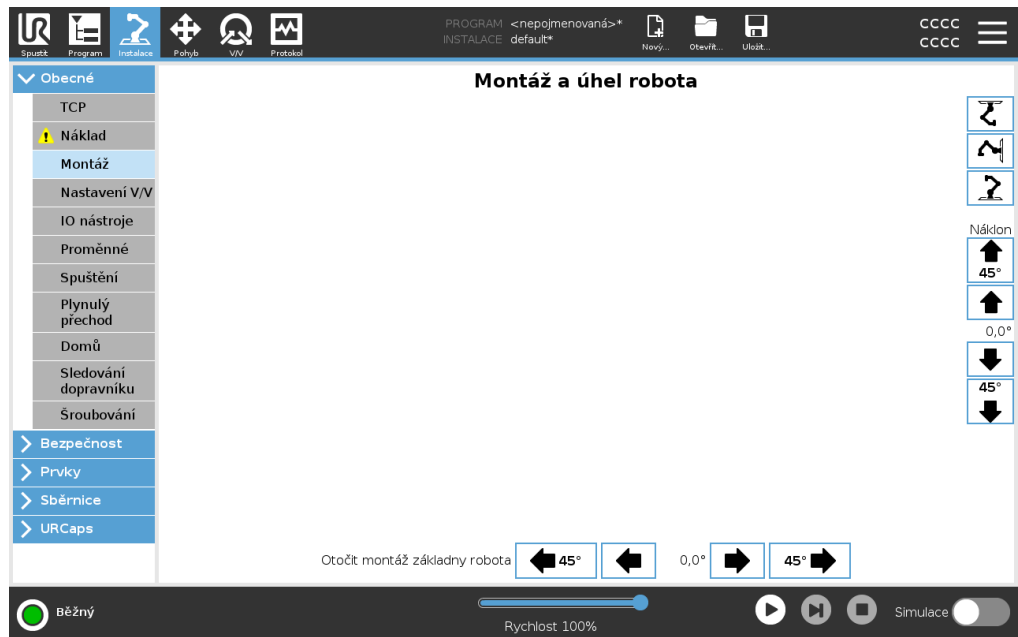 PROGRAM <nepojmenovaná>*
INSTALACE default*
Spustit
Program
Instalace
Pohyb
V/V
Protokol
Nový...
Otevřít...
Uložit...
CCCC
CCCC
Obecné
TCP
Náklad
Montáž
Nastavení V/V
IO nástroje
Proměnné
Spuštění
Plynulý
přechod
Domů
Sledování
dopravníku
Šroubování
Bezpečnost
Prvky
Sběrnice
URCaps
Montáž a úhel robota
Náklon
45°
0,0°
45°
Otočit montáž základny robota 45° 0,0° 45°
Běžný
Rychlost 100%
Simulace